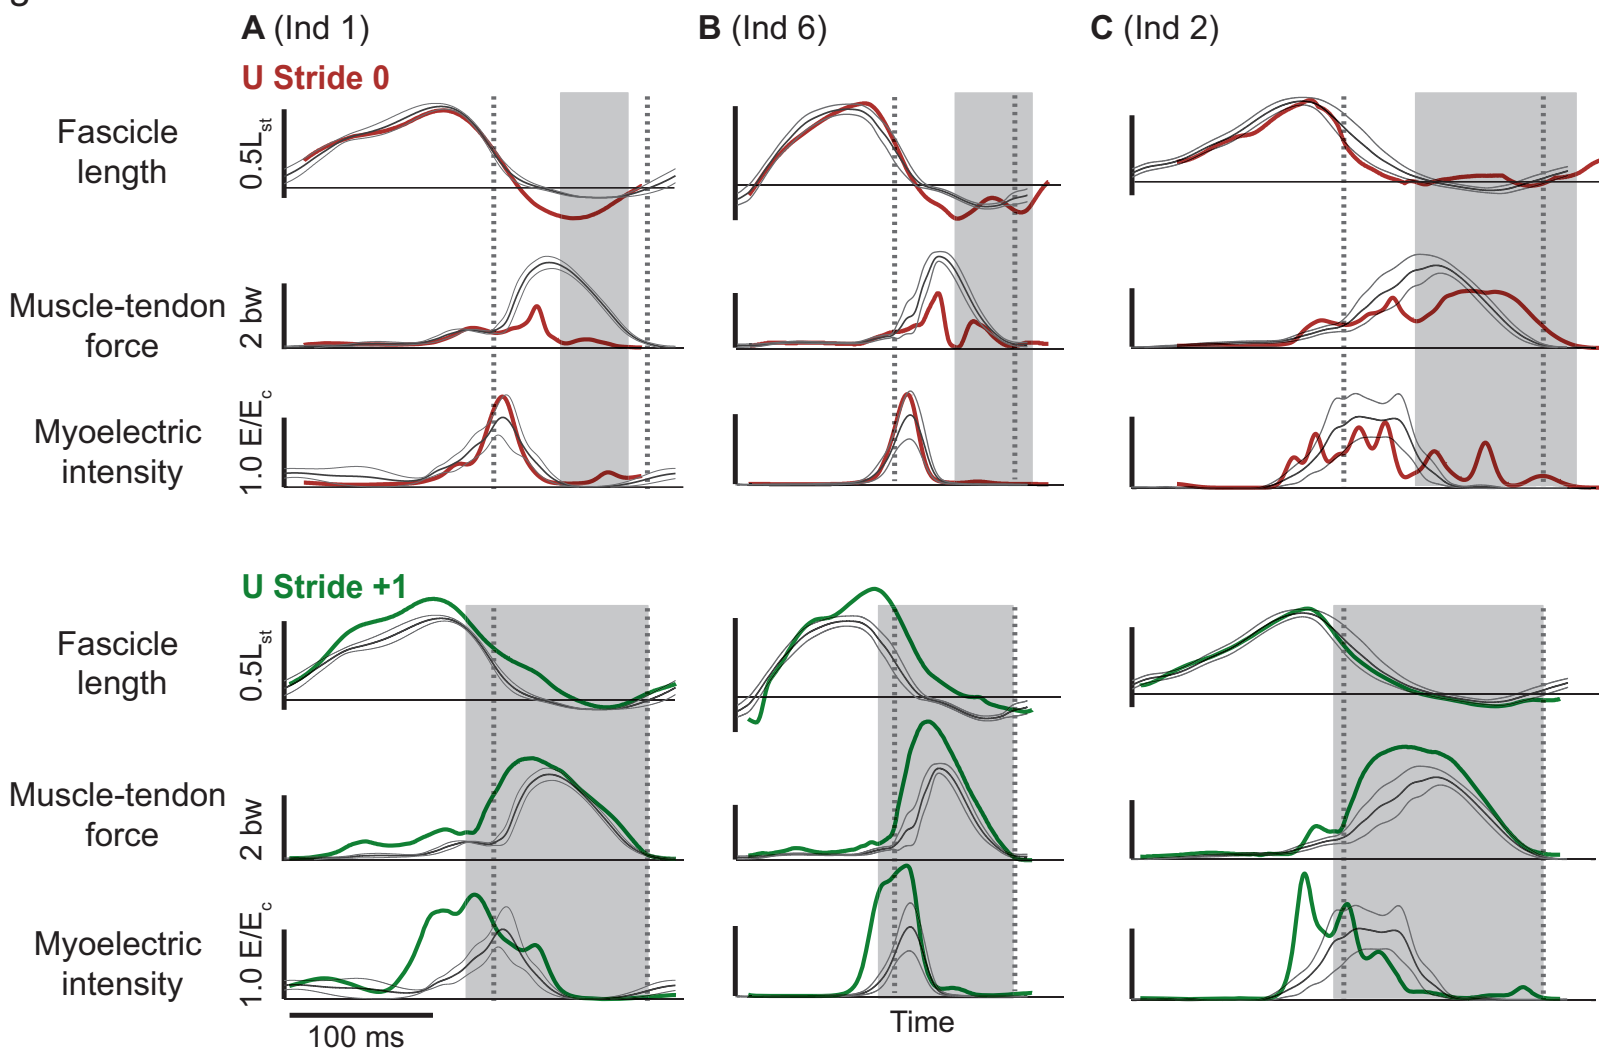 A (Ind 1)
B (Ind 6)
C (Ind 2)
U Stride 0
Fascicle
length
0.5Lst
Muscle-tendon
force
2 bw
Myoelectric
intensity
1.0 E/Ec
U Stride +1
Fascicle
length
0.5Lst
Muscle-tendon
force
2 bw
Myoelectric
intensity
1.0 E/Ec
100 ms
Time